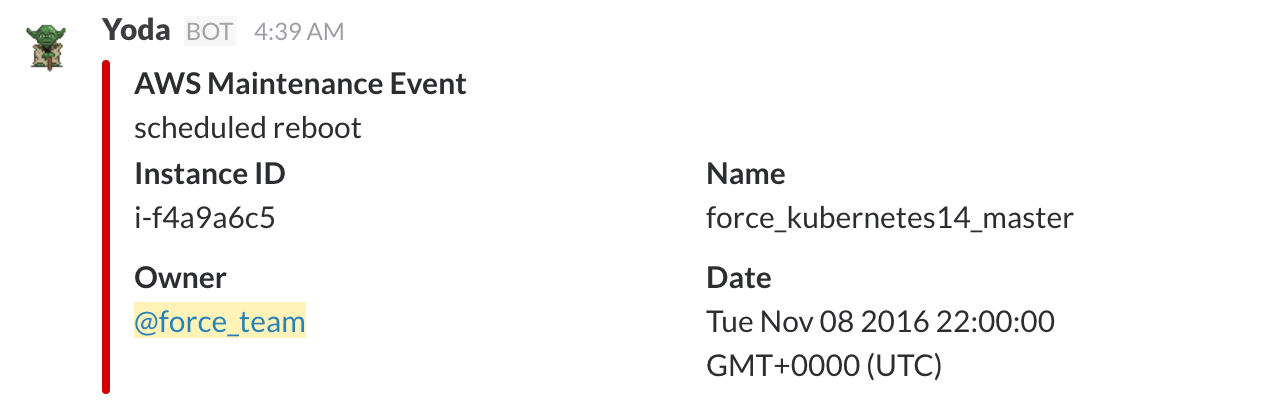 Yoda BOT 4:39 AM
AWS Maintenance Event
scheduled reboot
Instance ID
i-f4a9a6c5
Name
force_kubernetes14_master
Owner
@force_team
Date
Tue Nov 08 2016 22:00:00
GMT+0000 (UTC)